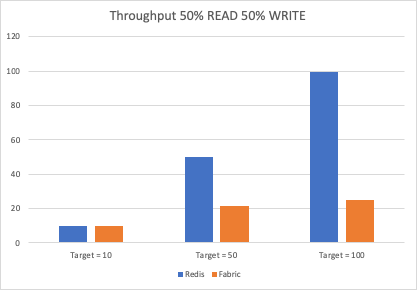 Throughput 50% READ 50% WRITE
120
100
80
60
40
20
0
Target = 10 Target = 50 Target = 100
Redis Fabric